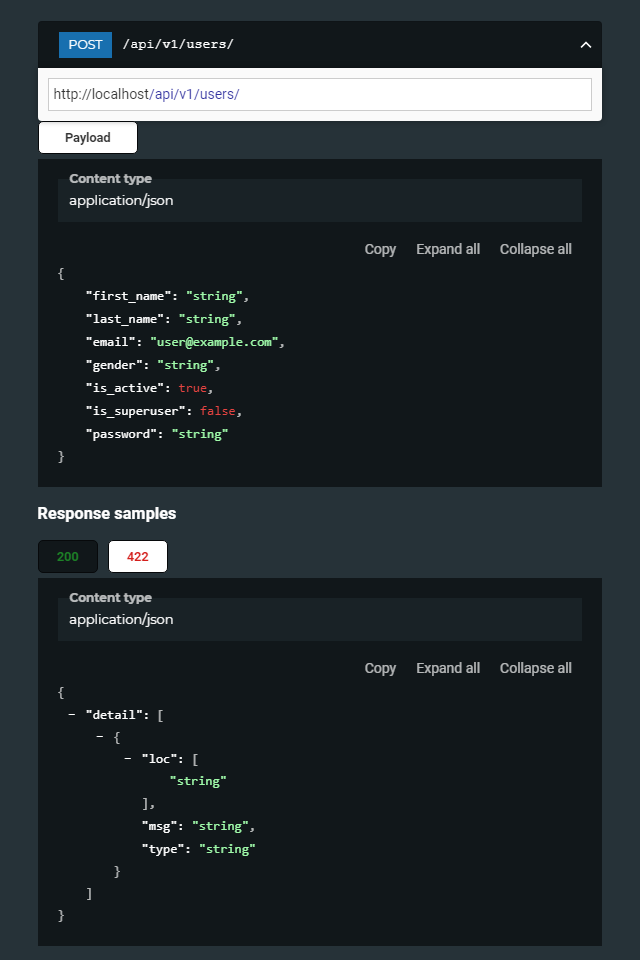 POST /api/v1/users/
http://localhost/api/v1/users/
Payload
Content type
application/json
Copy Expand all Collapse all
{
"first_name": "string",
"last_name": "string",
"email": "user@example.com",
"gender": "string",
"is_active": true,
"is_superuser": false,
"password": "string"
}
Response samples
200 422
Content type
application/json
Copy Expand all Collapse all
{
- "detail": [
- {
- "loc": [
"string"
],
"msg": "string",
"type": "string"
}
]
}